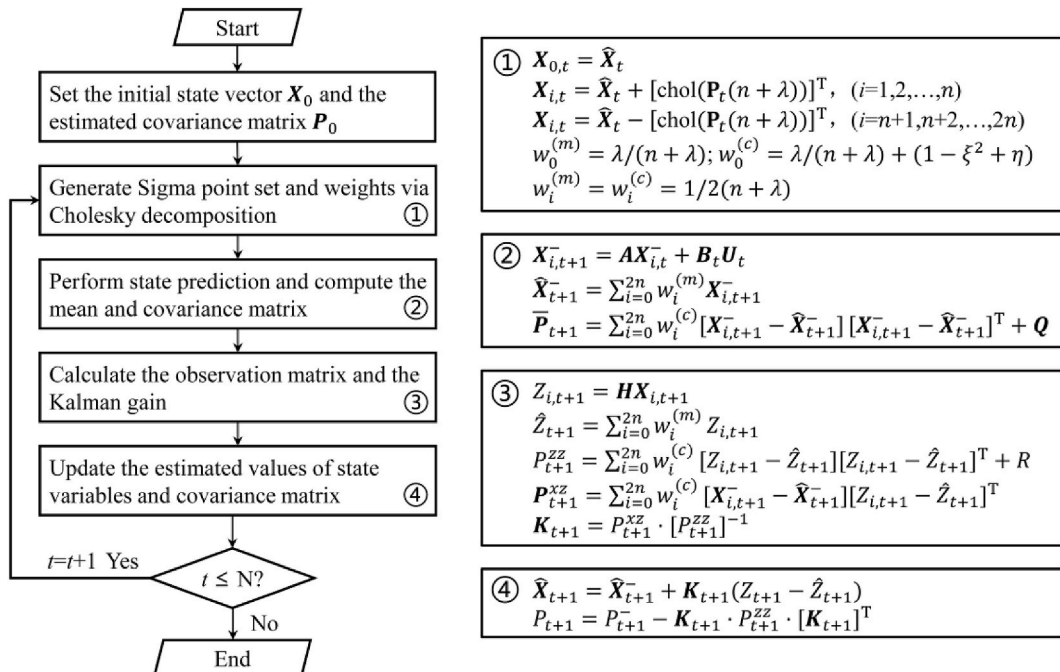 Start
Set the initial state vector X₀ and the
estimated covariance matrix P₀
Generate Sigma point set and weights via
Cholesky decomposition
①
Perform state prediction and compute the
mean and covariance matrix
②
Calculate the observation matrix and the
Kalman gain
③
Update the estimated values of state
variables and covariance matrix
④
t=t+1 Yes
t ≤ N?
No
End
① X₀,ₜ = X̂ₜ
Xᵢ,ₜ = X̂ₜ + [chol(Pₜ(n + λ))]ᵀ, (i=1,2,…,n)
Xᵢ,ₜ = X̂ₜ − [chol(Pₜ(n + λ))]ᵀ, (i=n+1,n+2,…,2n)
w₀⁽ᵐ⁾ = λ/(n + λ); w₀⁽ᶜ⁾ = λ/(n + λ) + (1 − ξ² + η)
wᵢ⁽ᵐ⁾ = wᵢ⁽ᶜ⁾ = 1/2(n + λ)
② X⁻ᵢ,ₜ₊₁ = AX⁻ᵢ,ₜ + BₜUₜ
X̂⁻ₜ₊₁ = ∑²ⁿᵢ₌₀ wᵢ⁽ᵐ⁾X⁻ᵢ,ₜ₊₁
P̅ₜ₊₁ = ∑²ⁿᵢ₌₀ wᵢ⁽ᶜ⁾[X⁻ᵢ,ₜ₊₁ − X̂⁻ₜ₊₁] [X⁻ᵢ,ₜ₊₁ − X̂⁻ₜ₊₁]ᵀ + Q
③ Zᵢ,ₜ₊₁ = HXᵢ,ₜ₊₁
Ẑₜ₊₁ = ∑²ⁿᵢ₌₀ wᵢ⁽ᵐ⁾ Zᵢ,ₜ₊₁
Pᶻᶻₜ₊₁ = ∑²ⁿᵢ₌₀ wᵢ⁽ᶜ⁾ [Zᵢ,ₜ₊₁ − Ẑₜ₊₁][Zᵢ,ₜ₊₁ − Ẑₜ₊₁]ᵀ + R
Pˣᶻₜ₊₁ = ∑²ⁿᵢ₌₀ wᵢ⁽ᶜ⁾ [X⁻ᵢ,ₜ₊₁ − X̂⁻ₜ₊₁][Zᵢ,ₜ₊₁ − Ẑₜ₊₁]ᵀ
Kₜ₊₁ = Pˣᶻₜ₊₁ · [Pᶻᶻₜ₊₁]⁻¹
④ X̂ₜ₊₁ = X̂⁻ₜ₊₁ + Kₜ₊₁(Zₜ₊₁ − Ẑₜ₊₁)
Pₜ₊₁ = P⁻ₜ₊₁ − Kₜ₊₁ · Pᶻᶻₜ₊₁ · [Kₜ₊₁]ᵀ